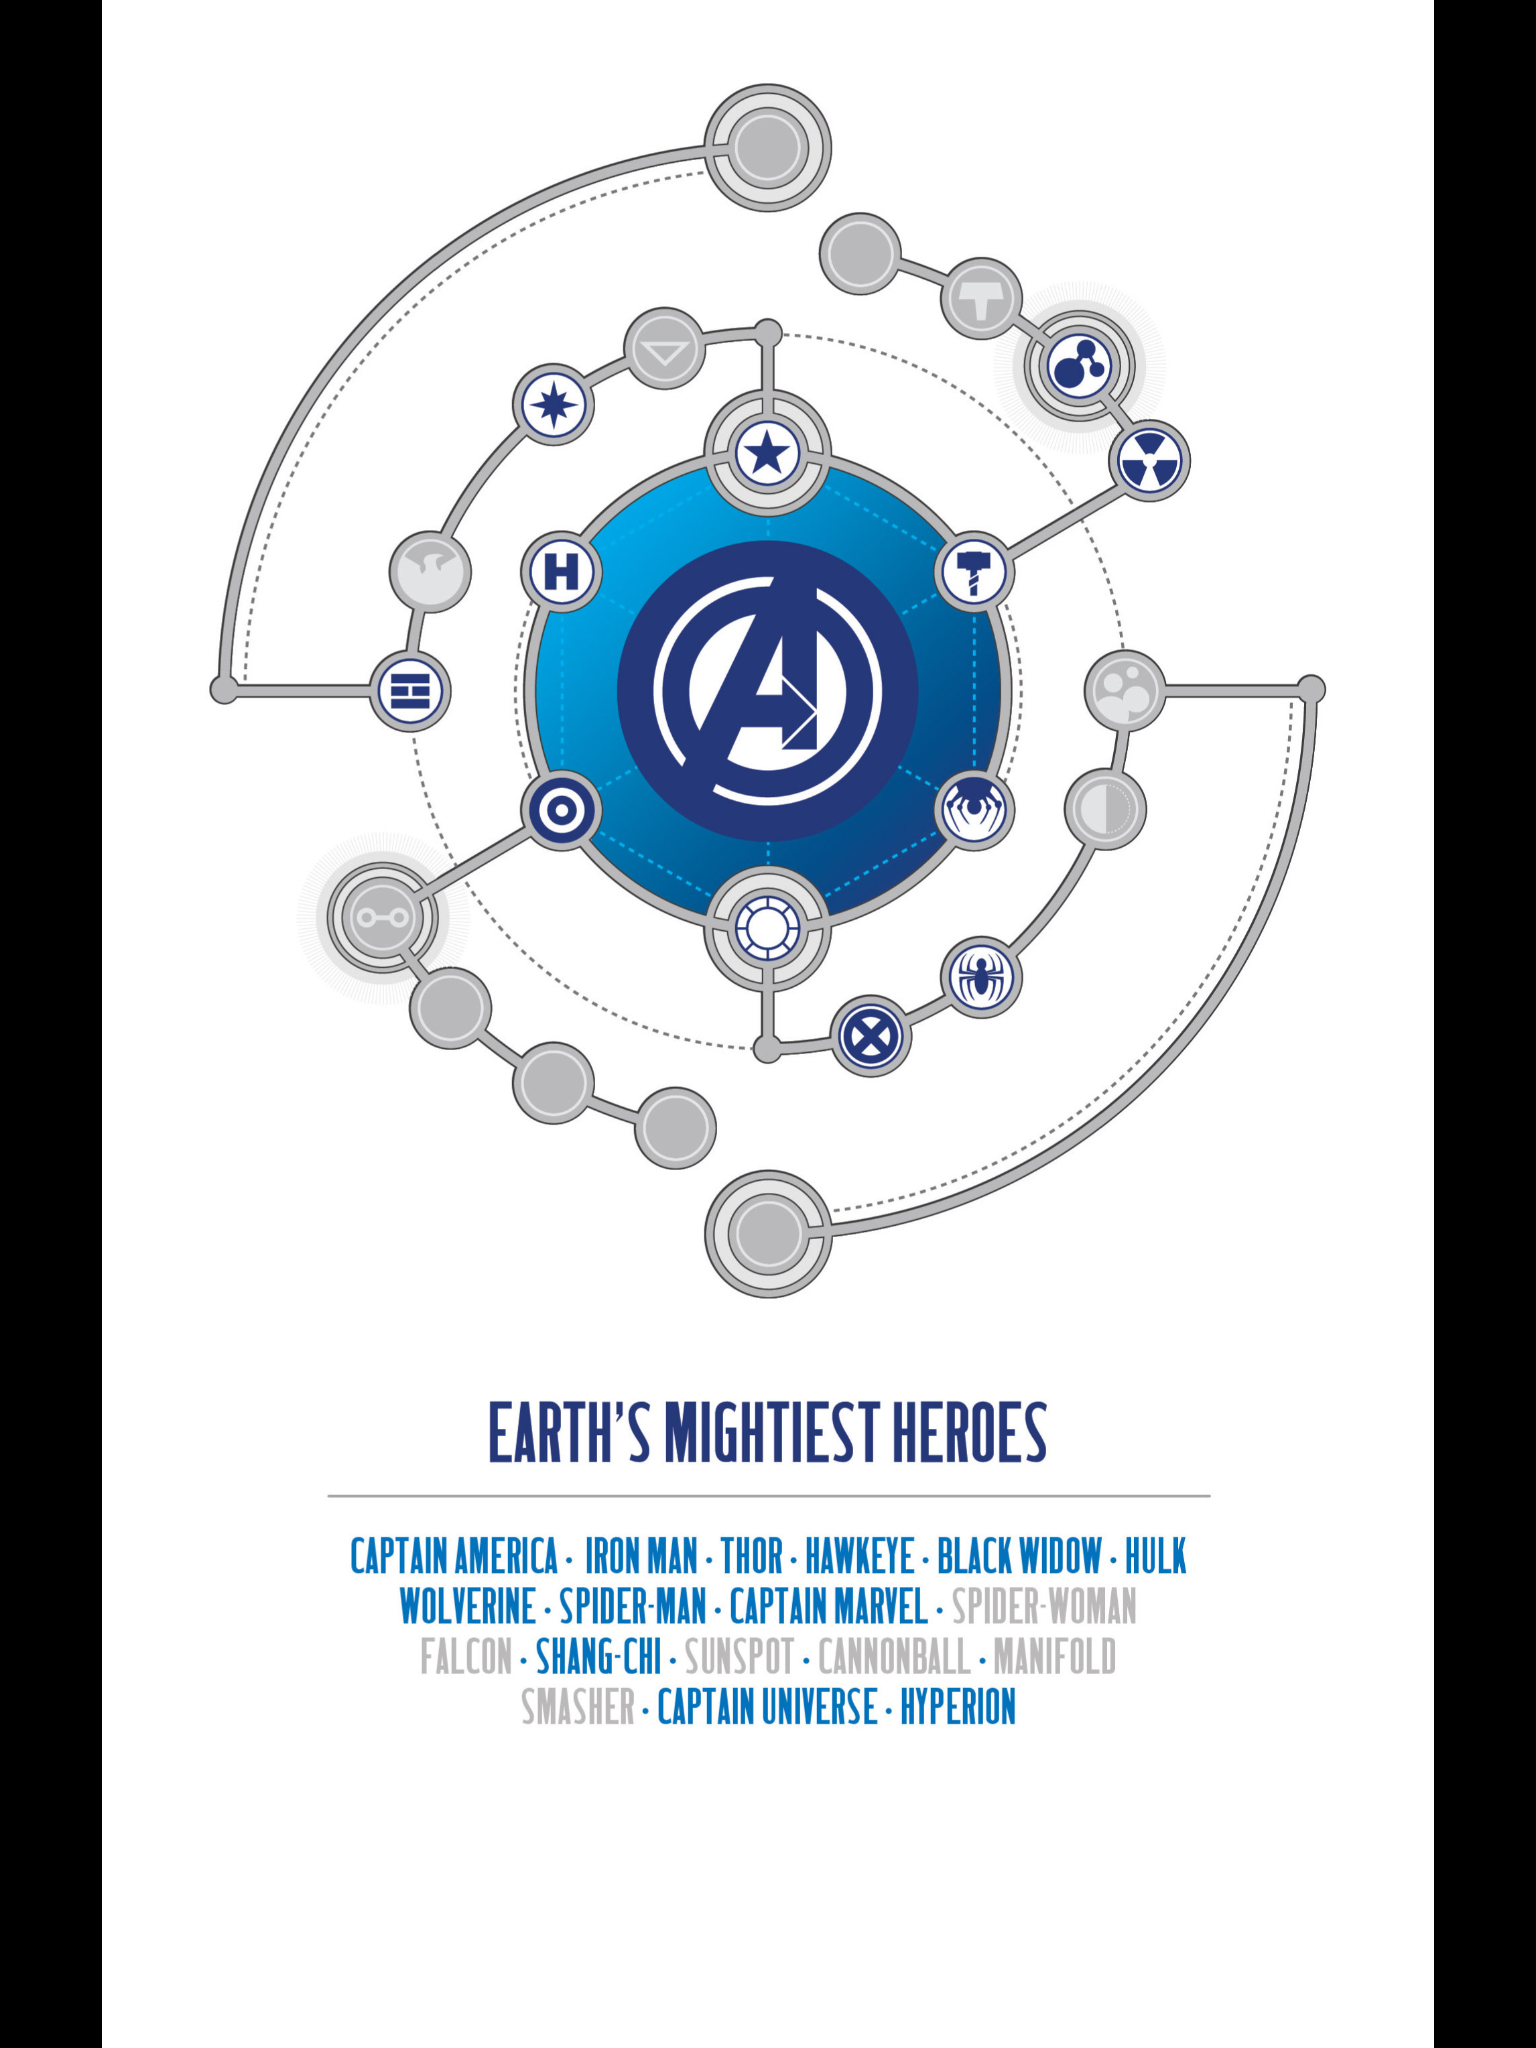 H
A
EARTH'S MIGHTIEST HEROES
CAPTAIN AMERICA • IRON MAN • THOR • HAWKEYE • BLACK WIDOW • HULK
WOLVERINE • SPIDER-MAN • CAPTAIN MARVEL • SPIDER-WOMAN
FALCON • SHANG-CHI • SUNSPOT • CANNONBALL • MANIFOLD
SMASHER • CAPTAIN UNIVERSE • HYPERION